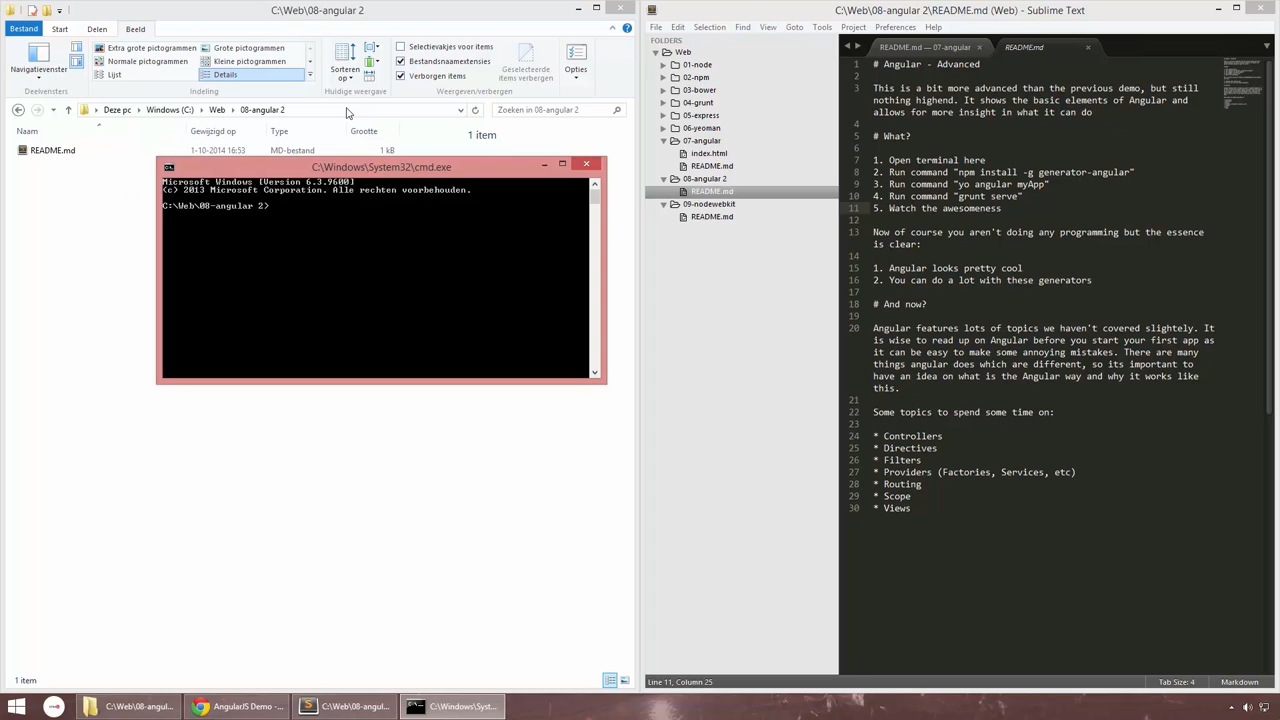 C:\Web\08-angular 2
Bestand Start Delen Beeld
Navigatievenster
Extra grote pictogrammen Grote pictogrammen
Normale pictogrammen Kleine pictogrammen
Lijst Details
Sorteren op
Selectievakjes voor items
Bestandsnaamextensies
Verborgen items
Geselecteerde items verbergen
Opties
Deelvensters Indeling Huidige weergave Weergeven/verbergen
Deze pc Windows (C:) Web 08-angular 2
Zoeken in 08-angular 2
Naam Gewijzigd op Type Grootte
1 item
README.md 1-10-2014 16:53 MD-bestand 1 kB
C:\Windows\System32\cmd.exe
Microsoft Windows [Version 6.3.9600]
(c) 2013 Microsoft Corporation. Alle rechten voorbehouden.
C:\Web\08-angular 2>
1 item
C:\Web\08-angular 2\README.md (Web) - Sublime Text
File Edit Selection Find View Goto Tools Project Preferences Help
FOLDERS
Web
01-node
02-npm
03-bower
04-grunt
05-express
06-yeoman
07-angular
index.html
README.md
08-angular 2
README.md
09-nodewebkit
README.md
README.md — 07-angular README.md
1 # Angular - Advanced
2
3 This is a bit more advanced than the previous demo, but still
nothing highend. It shows the basic elements of Angular and
allows for more insight in what it can do
4
5 # What?
6
7 1. Open terminal here
8 2. Run command "npm install -g generator-angular"
9 3. Run command "yo angular myApp"
10 4. Run command "grunt serve"
11 5. Watch the awesomeness
12
13 Now of course you aren't doing any programming but the essence
is clear:
14
15 1. Angular looks pretty cool
16 2. You can do a lot with these generators
17
18 # And now?
19
20 Angular features lots of topics we haven't covered slightly. It
is wise to read up on Angular before you start your first app as
it can be easy to make some annoying mistakes. There are many
things angular does which are different, so its important to
have an idea on what is the Angular way and why it works like
this.
21
22 Some topics to spend some time on:
23
24 * Controllers
25 * Directives
26 * Filters
27 * Providers (Factories, Services, etc)
28 * Routing
29 * Scope
30 * Views
Line 11, Column 25 Tab Size: 4 Markdown
C:\Web\08-angul... AngularJS Demo -... C:\Web\08-angul... C:\Windows\Syst...